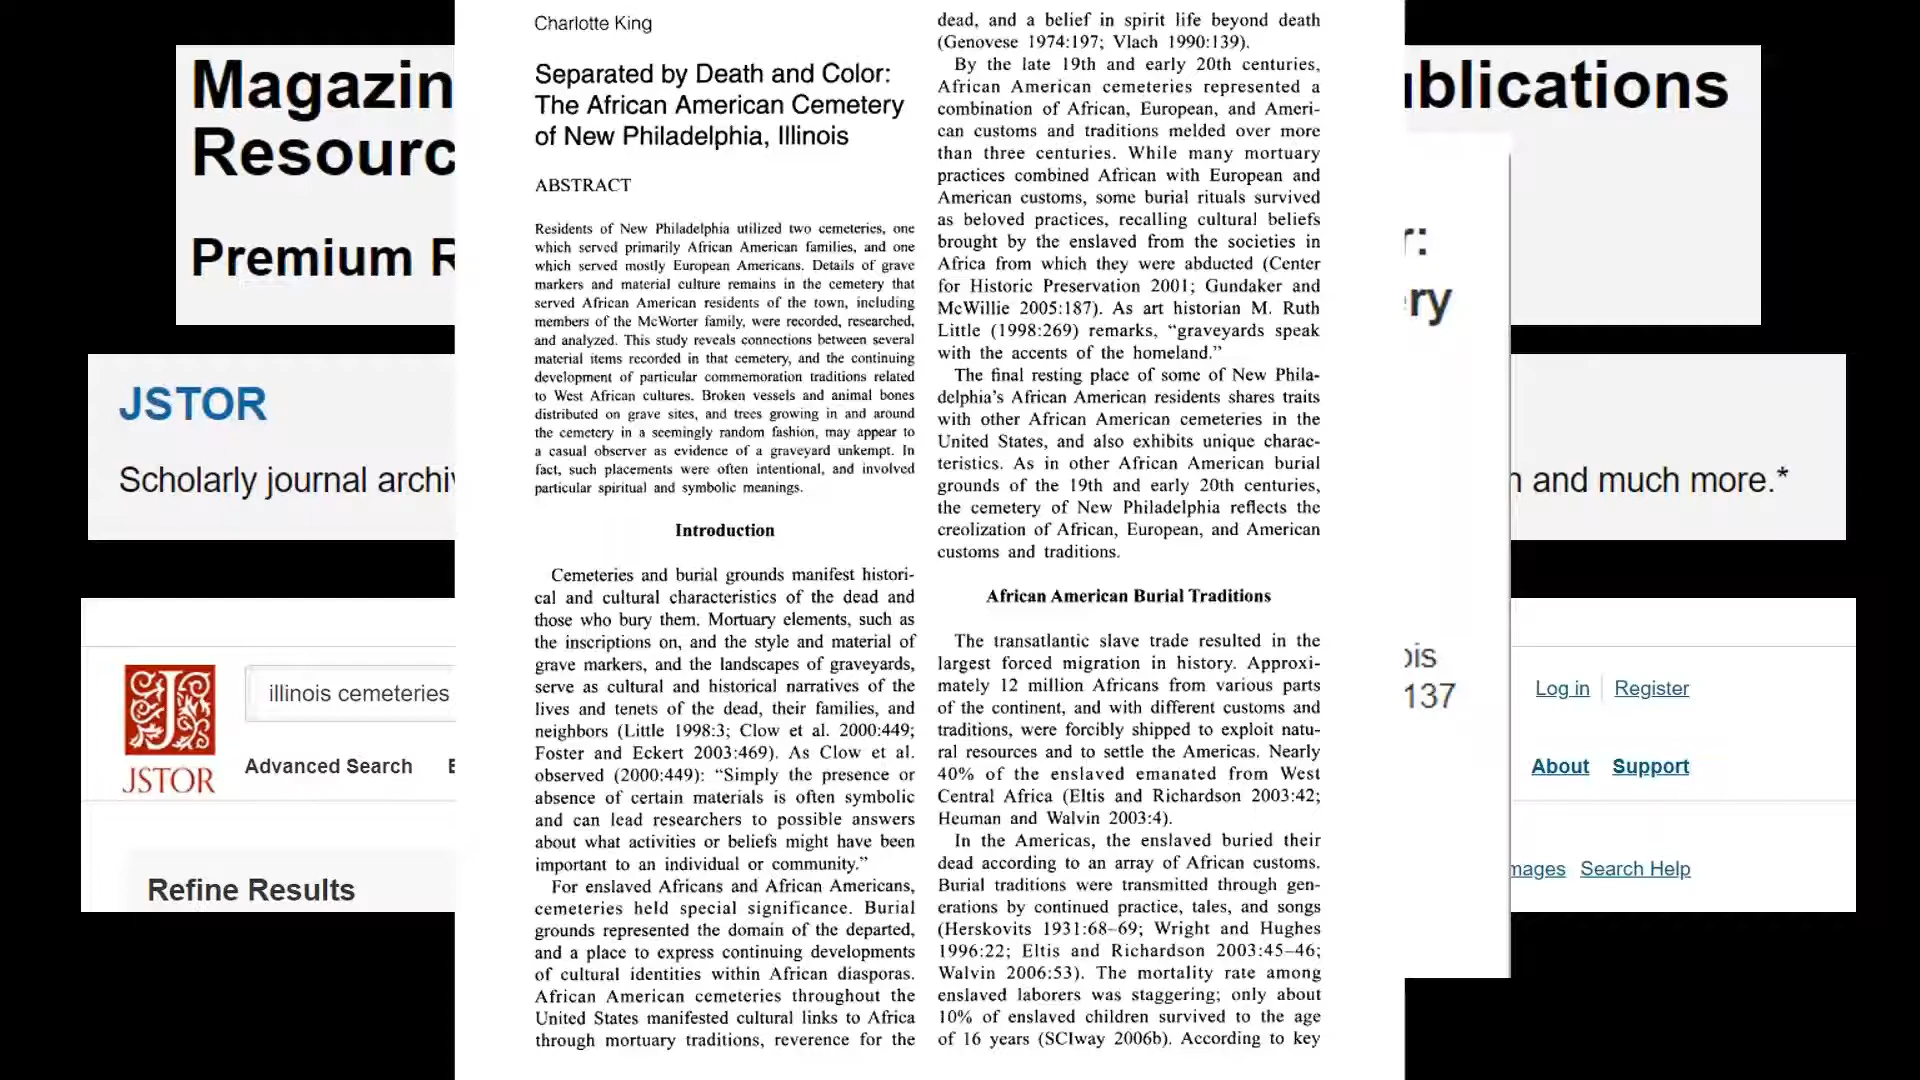 Magazin
Resourc
Premium R
JSTOR
Scholarly journal archiv
JSTOR
illinois cemeteries
Advanced Search
Refine Results
Charlotte King
Separated by Death and Color:
The African American Cemetery
of New Philadelphia, Illinois
ABSTRACT
Residents of New Philadelphia utilized two cemeteries, one
which served primarily African American families, and one
which served mostly European Americans. Details of grave
markers and material culture remains in the cemetery that
served African American residents of the town, including
members of the McWorter family, were recorded, researched,
and analyzed. This study reveals connections between several
material items recorded in that cemetery, and the continuing
development of particular commemoration traditions related
to West African cultures. Broken vessels and animal bones
distributed on grave sites, and trees growing in and around
the cemetery in a seemingly random fashion, may appear to
a casual observer as evidence of a graveyard unkempt. In
fact, such placements were often intentional, and involved
particular spiritual and symbolic meanings.
Introduction
Cemeteries and burial grounds manifest histori-
cal and cultural characteristics of the dead and
those who bury them. Mortuary elements, such as
the inscriptions on, and the style and material of
grave markers, and the landscapes of graveyards,
serve as cultural and historical narratives of the
lives and tenets of the dead, their families, and
neighbors (Little 1998:3; Clow et al. 2000:449;
Foster and Eckert 2003:469). As Clow et al.
observed (2000:449): “Simply the presence or
absence of certain materials is often symbolic
and can lead researchers to possible answers
about what activities or beliefs might have been
important to an individual or community.”
For enslaved Africans and African Americans,
cemeteries held special significance. Burial
grounds represented the domain of the departed,
and a place to express continuing developments
of cultural identities within African diasporas.
African American cemeteries throughout the
United States manifested cultural links to Africa
through mortuary traditions, reverence for the
dead, and a belief in spirit life beyond death
(Genovese 1974:197; Vlach 1990:139).
By the late 19th and early 20th centuries,
African American cemeteries represented a
combination of African, European, and Ameri-
can customs and traditions melded over more
than three centuries. While many mortuary
practices combined African with European and
American customs, some burial rituals survived
as beloved practices, recalling cultural beliefs
brought by the enslaved from the societies in
Africa from which they were abducted (Center
for Historic Preservation 2001; Gundaker and
McWillie 2005:187). As art historian M. Ruth
Little (1998:269) remarks, “graveyards speak
with the accents of the homeland.”
The final resting place of some of New Phila-
delphia’s African American residents shares traits
with other African American cemeteries in the
United States, and also exhibits unique charac-
teristics. As in other African American burial
grounds of the 19th and early 20th centuries,
the cemetery of New Philadelphia reflects the
creolization of African, European, and American
customs and traditions.
African American Burial Traditions
The transatlantic slave trade resulted in the
largest forced migration in history. Approxi-
mately 12 million Africans from various parts
of the continent, and with different customs and
traditions, were forcibly shipped to exploit natu-
ral resources and to settle the Americas. Nearly
40% of the enslaved emanated from West
Central Africa (Eltis and Richardson 2003:42;
Heuman and Walvin 2003:4).
In the Americas, the enslaved buried their
dead according to an array of African customs.
Burial traditions were transmitted through gen-
erations by continued practice, tales, and songs
(Herskovits 1931:68–69; Wright and Hughes
1996:22; Eltis and Richardson 2003:45–46;
Walvin 2006:53). The mortality rate among
enslaved laborers was staggering; only about
10% of enslaved children survived to the age
of 16 years (SCIway 2006b). According to key
ublications
r:
ry
and much more.*
is
137
Log in Register
About Support
mages Search Help